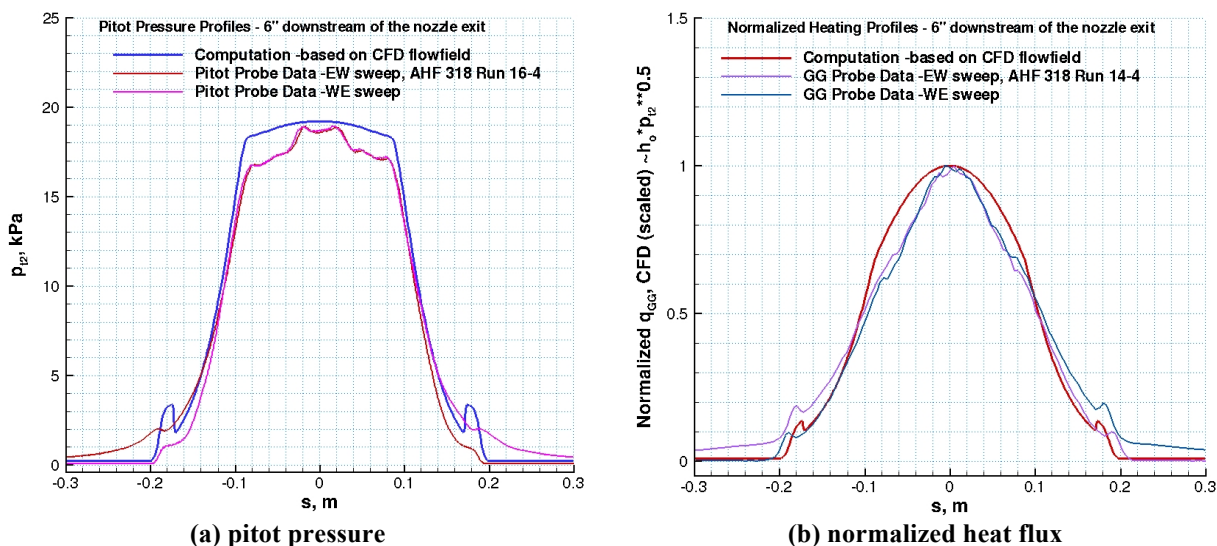 Pitot Pressure Profiles - 6" downstream of the nozzle exit
Computation -based on CFD flowfield
Pitot Probe Data -EW sweep, AHF 318 Run 16-4
Pitot Probe Data -WE sweep
25
20
15
10
5
0
pt2, kPa
-0.3 -0.2 -0.1 0 0.1 0.2 0.3
s, m
(a) pitot pressure
Normalized Heating Profiles - 6" downstream of the nozzle exit
Computation -based on CFD flowfield
GG Probe Data -EW sweep, AHF 318 Run 14-4
GG Probe Data -WE sweep
1.5
1
0.5
0
Normalized qGG, CFD (scaled) ~ho*pt2**0.5
-0.3 -0.2 -0.1 0 0.1 0.2 0.3
s, m
(b) normalized heat flux